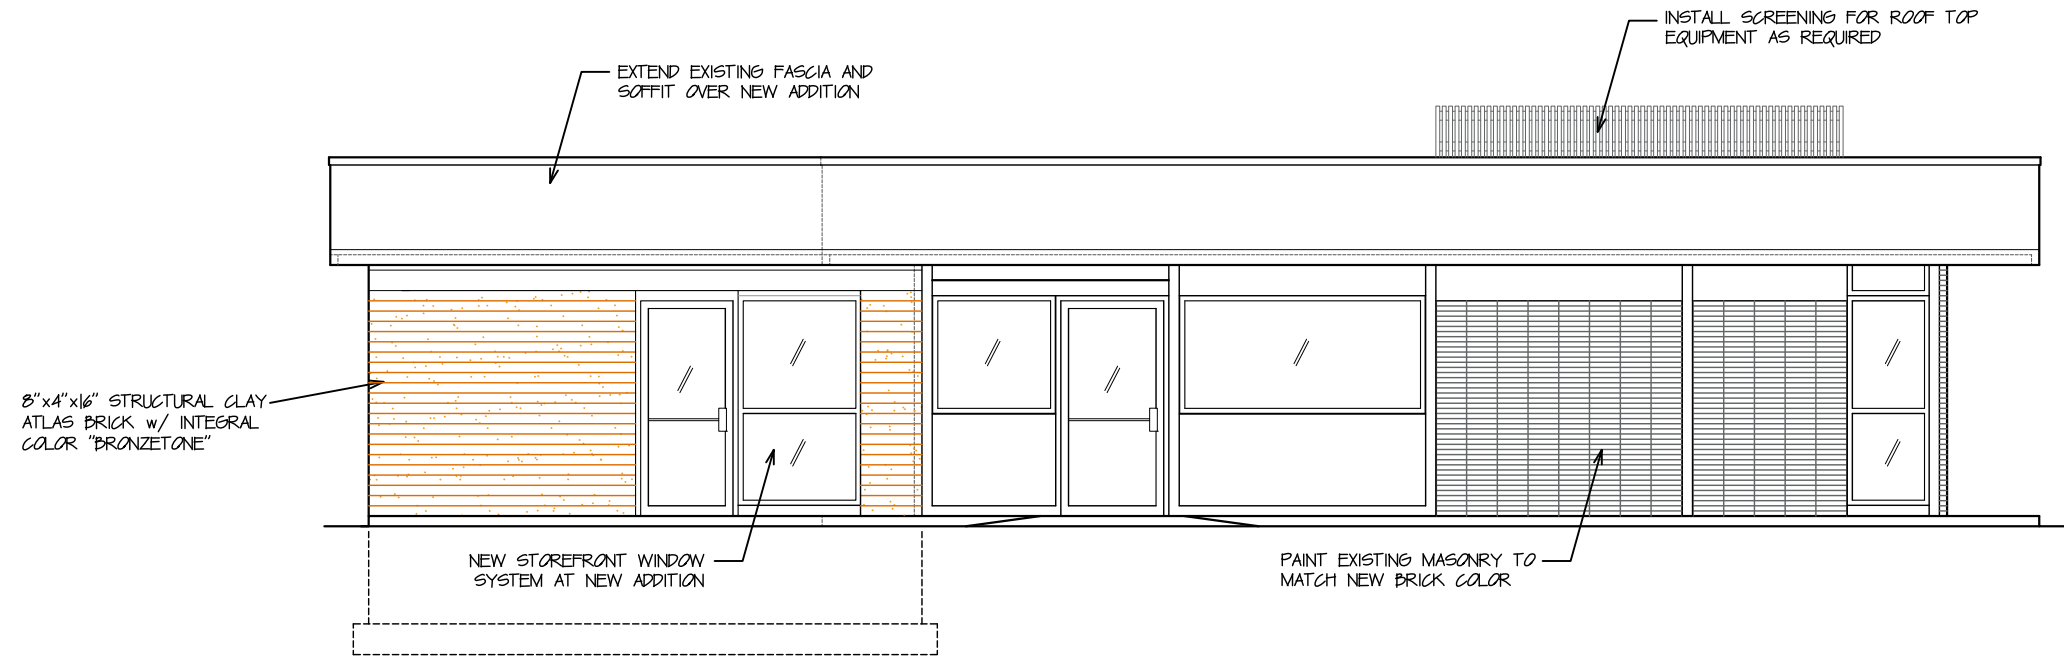 INSTALL SCREENING FOR ROOF TOP
EQUIPMENT AS REQUIRED
EXTEND EXISTING FASCIA AND
SOFFIT OVER NEW ADDITION
8"x4"x16" STRUCTURAL CLAY
ATLAS BRICK w/ INTEGRAL
COLOR "BRONZETONE"
NEW STOREFRONT WINDOW
SYSTEM AT NEW ADDITION
PAINT EXISTING MASONRY TO
MATCH NEW BRICK COLOR